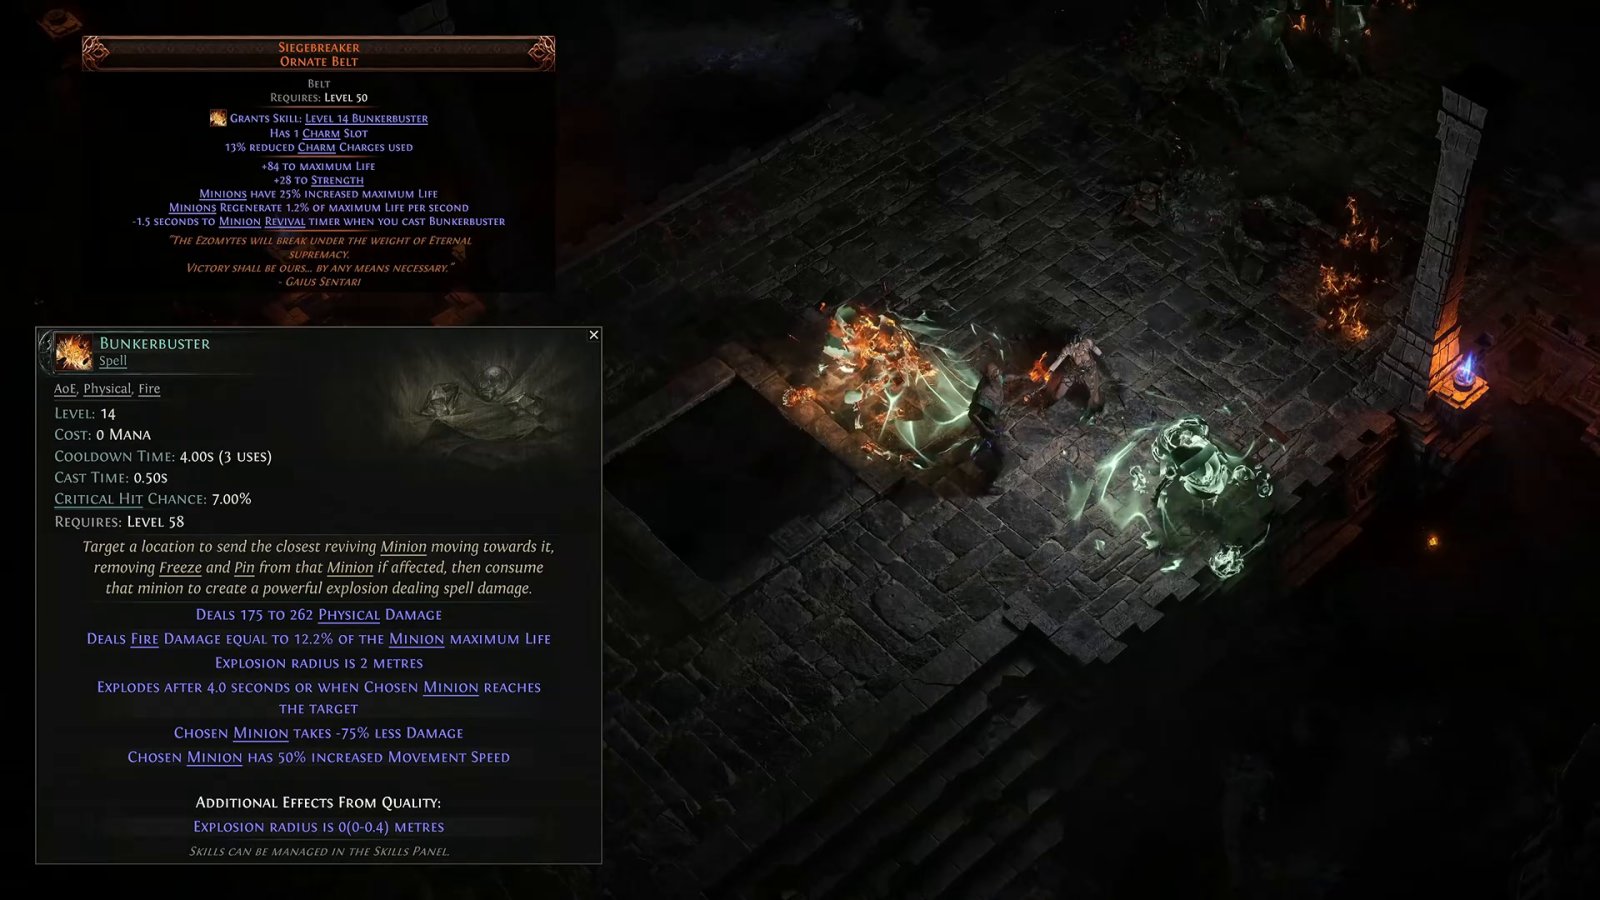 Siegebreaker
Ornate Belt
Belt
Requires: Level 50
Grants Skill: Level 14 Bunkerbuster
Has 1 Charm Slot
13% reduced Charm Charges used
+84 to maximum Life
+28 to Strength
Minions have 25% increased maximum Life
Minions Regenerate 1.2% of maximum Life per second
-1.5 seconds to Minion Revival timer when you cast Bunkerbuster
"The Ezomytes will break under the weight of Eternal
supremacy.
Victory shall be ours... by any means necessary."
- Gaius Sentari
Bunkerbuster
Spell
AoE, Physical, Fire
Level: 14
Cost: 0 Mana
Cooldown Time: 4.00s (3 uses)
Cast Time: 0.50s
Critical Hit Chance: 7.00%
Requires: Level 58
Target a location to send the closest reviving Minion moving towards it,
removing Freeze and Pin from that Minion if affected, then consume
that minion to create a powerful explosion dealing spell damage.
Deals 175 to 262 Physical Damage
Deals Fire Damage equal to 12.2% of the Minion maximum Life
Explosion radius is 2 metres
Explodes after 4.0 seconds or when Chosen Minion reaches
the target
Chosen Minion takes -75% less Damage
Chosen Minion has 50% increased Movement Speed
Additional Effects From Quality:
Explosion radius is 0(0-0.4) metres
Skills can be managed in the Skills Panel.